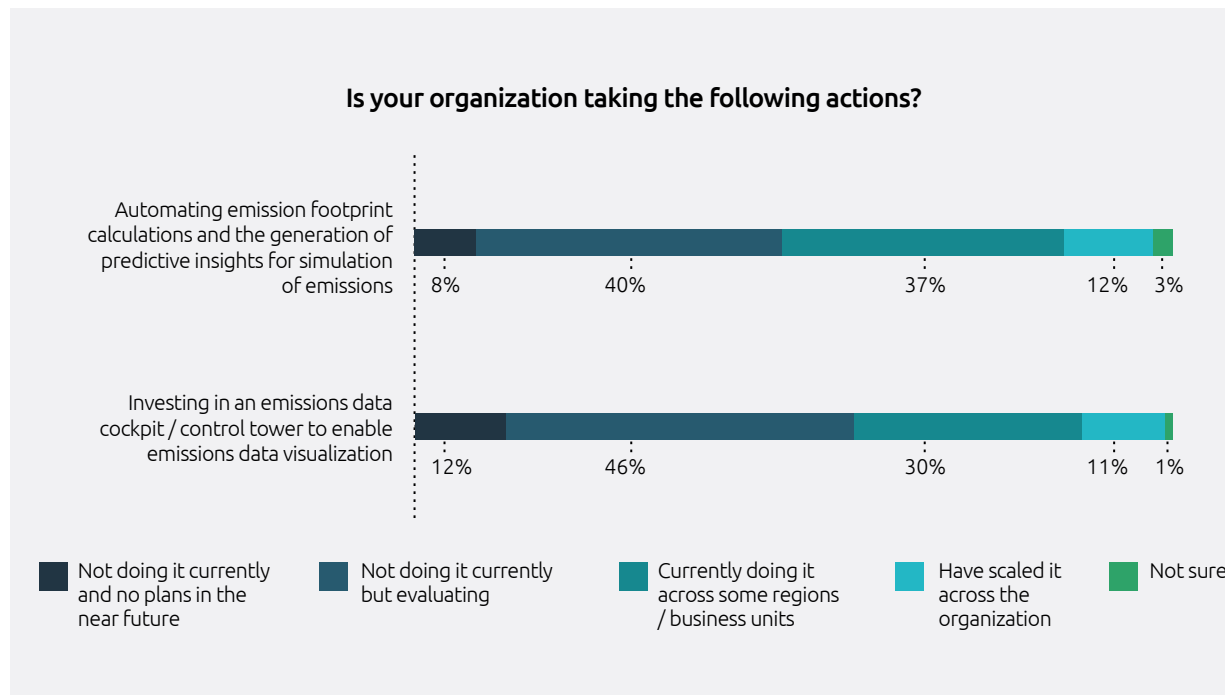 Is your organization taking the following actions?
Automating emission footprint
calculations and the generation of
predictive insights for simulation
of emissions
8%
40%
37%
12%
3%
Investing in an emissions data
cockpit / control tower to enable
emissions data visualization
12%
46%
30%
11%
1%
Not doing it currently
and no plans in the
near future
Not doing it currently
but evaluating
Currently doing it
across some regions
/ business units
Have scaled it
across the
organization
Not sure